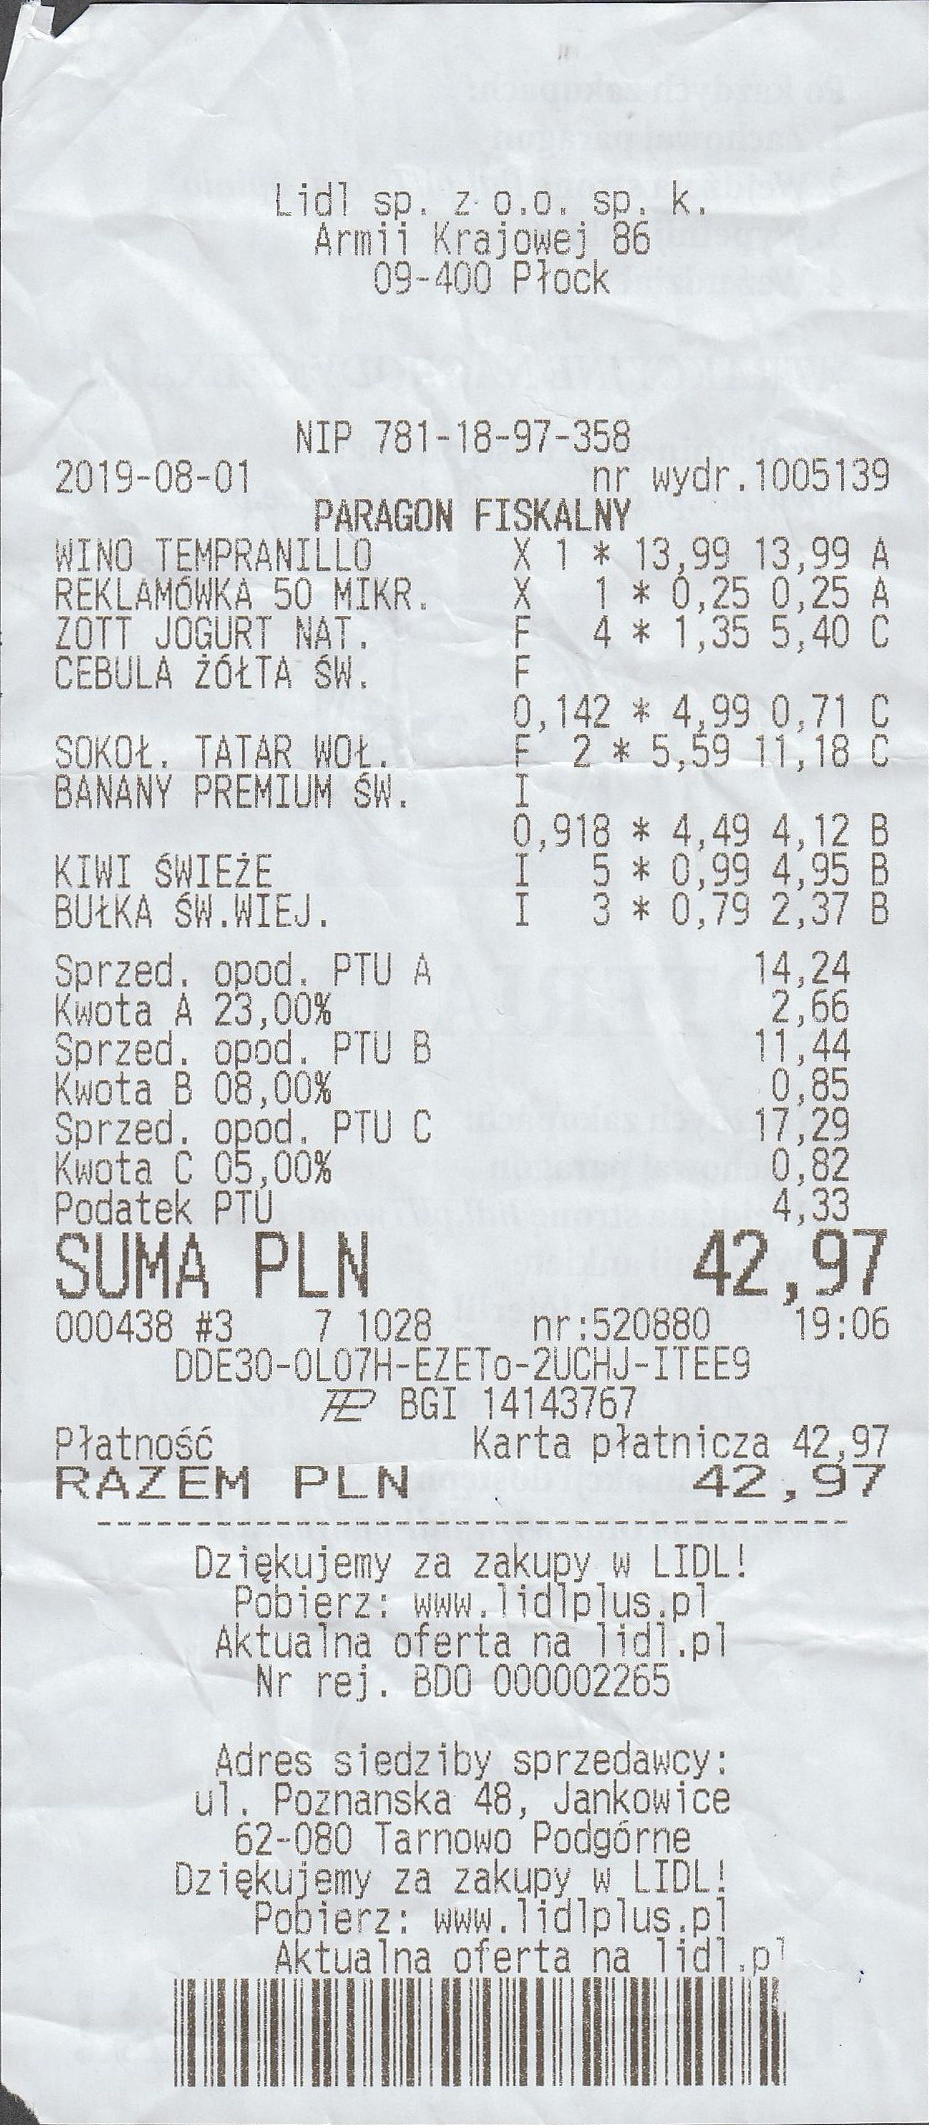 Lidl sp. z o.o. sp. k.
Armii Krajowej 86
09-400 Płock
NIP 781-18-97-358
2019-08-01 nr wydr.1005139
PARAGON FISKALNY
WINO TEMPRANILLO X 1 * 13,99 13,99 A
REKLAMÓWKA 50 MIKR. X 1 * 0,25 0,25 A
ZOTT JOGURT NAT. F 4 * 1,35 5,40 C
CEBULA ŻÓŁTA ŚW. F
0,142 * 4,99 0,71 C
SOKOŁ. TATAR WOŁ. F 2 * 5,59 11,18 C
BANANY PREMIUM ŚW. I
0,918 * 4,49 4,12 B
KIWI ŚWIEŻE I 5 * 0,99 4,95 B
BUŁKA ŚW.WIEJ. I 3 * 0,79 2,37 B
Sprzed. opod. PTU A 14,24
Kwota A 23,00% 2,66
Sprzed. opod. PTU B 11,44
Kwota B 08,00% 0,85
Sprzed. opod. PTU C 17,29
Kwota C 05,00% 0,82
Podatek PTU 4,33
SUMA PLN 42,97
000438 #3 7 1028 nr:520880 19:06
DDE30-0L07H-EZETo-2UCHJ-ITEE9
BGI 14143767
Płatność Karta płatnicza 42,97
RAZEM PLN 42,97
Dziękujemy za zakupy w LIDL!
Pobierz: www.lidlplus.pl
Aktualna oferta na lidl.pl
Nr rej. BDO 000002265
Adres siedziby sprzedawcy:
ul. Poznanska 48, Jankowice
62-080 Tarnowo Podgórne
Dziękujemy za zakupy w LIDL!
Pobierz: www.lidlplus.pl
Aktualna oferta na lidl.pl